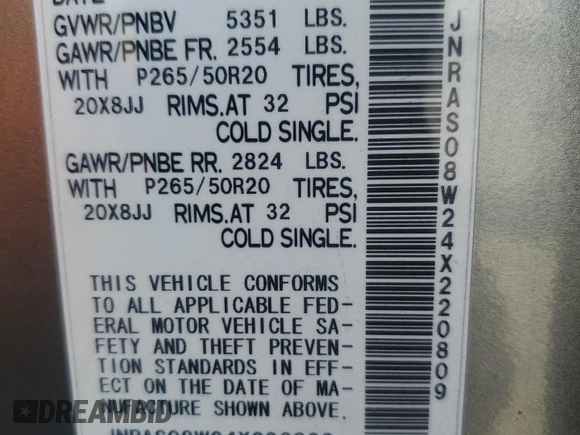 DATE
GVWR/PNBV 5351 LBS.
GAWR/PNBE FR. 2554 LBS.
WITH P265/50R20 TIRES,
20X8JJ RIMS.AT 32 PSI
COLD SINGLE.
GAWR/PNBE RR. 2824 LBS.
WITH P265/50R20 TIRES,
20X8JJ RIMS.AT 32 PSI
COLD SINGLE.
THIS VEHICLE CONFORMS
TO ALL APPLICABLE FED-
ERAL MOTOR VEHICLE SA-
FETY AND THEFT PREVEN-
TION STANDARDS IN EFF-
ECT ON THE DATE OF MA-
NUFACTURE SHOWN ABOVE.
JNRAS08W24X220809
DREAMBID